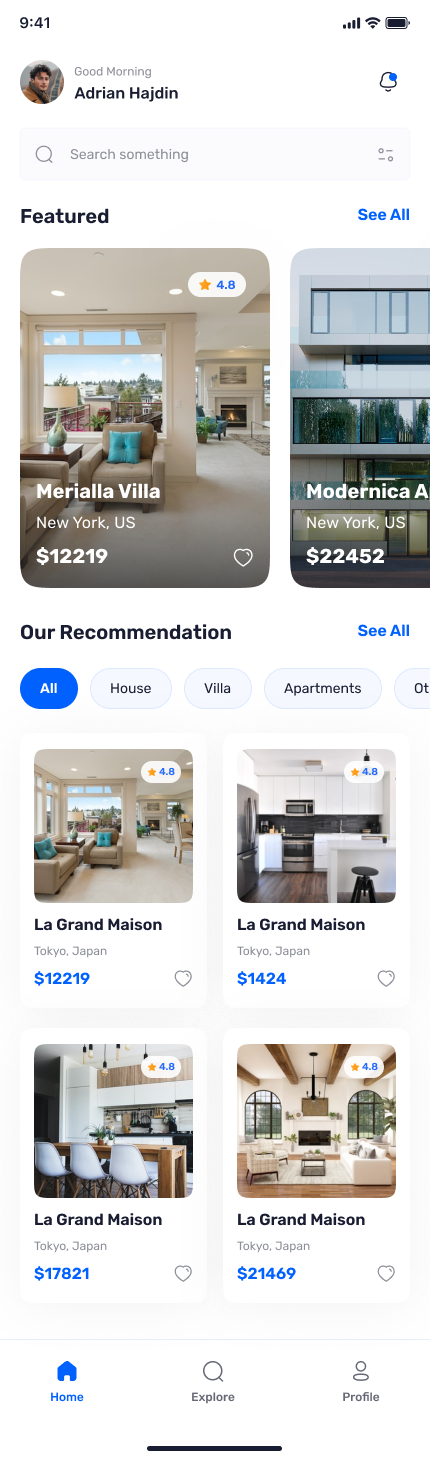 9:41
Good Morning
Adrian Hajdin
Search something
Featured
See All
4.8
Merialla Villa
New York, US
$12219
Modernica A
New York, US
$22452
Our Recommendation
See All
All
House
Villa
Apartments
Ot
4.8
La Grand Maison
Tokyo, Japan
$12219
4.8
La Grand Maison
Tokyo, Japan
$1424
4.8
La Grand Maison
Tokyo, Japan
$17821
4.8
La Grand Maison
Tokyo, Japan
$21469
Home
Explore
Profile